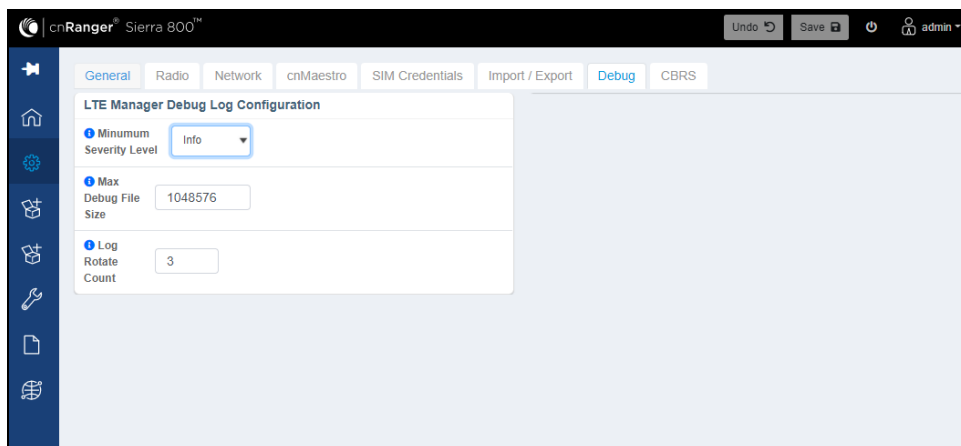 cnRanger® Sierra 800™
Undo
Save
admin
General
Radio
Network
cnMaestro
SIM Credentials
Import / Export
Debug
CBRS
LTE Manager Debug Log Configuration
Minumum
Severity Level
Info
Max
Debug File
Size
1048576
Log
Rotate
Count
3